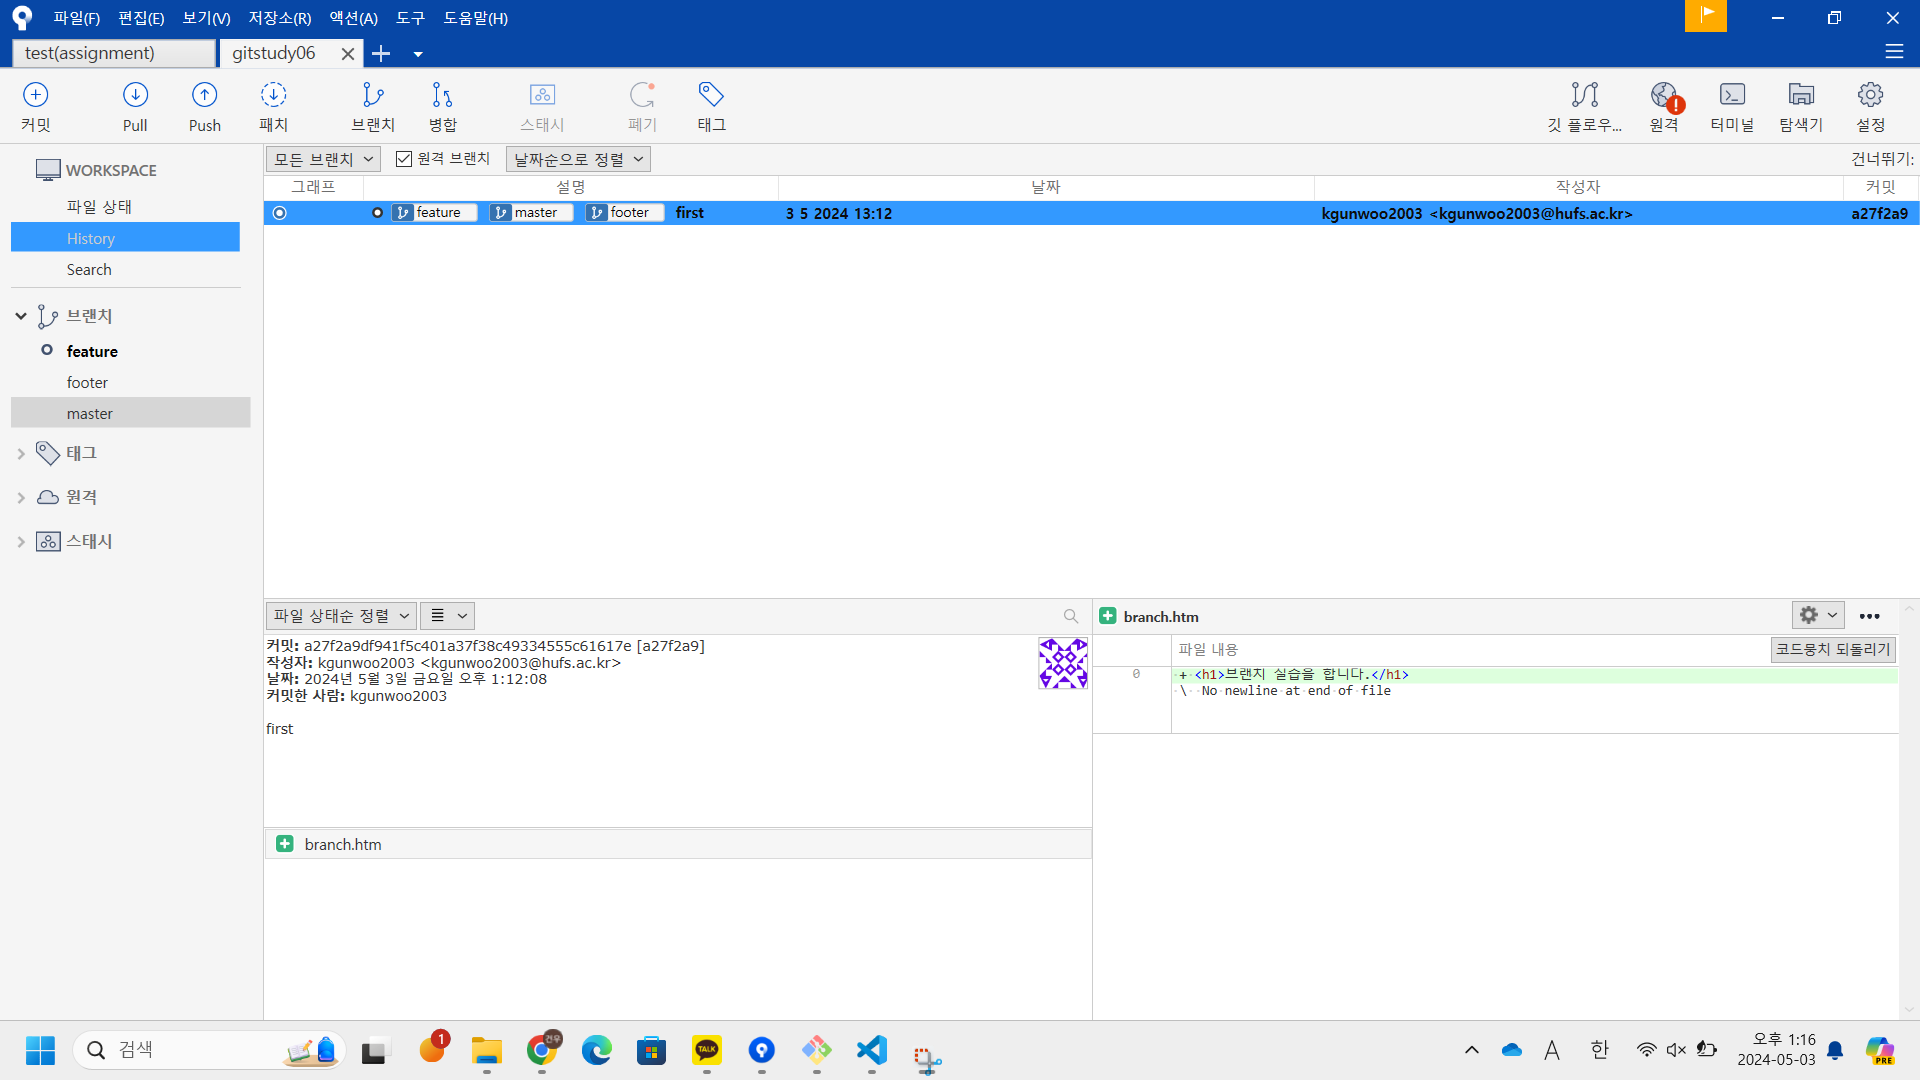 파일(F) 편집(E) 보기(V) 저장소(R) 액션(A) 도구 도움말(H)
test(assignment) gitstudy06
커밋 Pull Push 패치 브랜치 병합 스태시 폐기 태그 깃 플로우... 원격 터미널 탐색기 설정
WORKSPACE
파일 상태
History
Search
브랜치
feature
footer
master
태그
원격
스태시
모든 브랜치 원격 브랜치 날짜순으로 정렬 건너뛰기:
그래프 설명 날짜 작성자 커밋
feature master footer first 3 5 2024 13:12 kgunwoo2003 <kgunwoo2003@hufs.ac.kr> a27f2a9
파일 상태순 정렬
커밋: a27f2a9df941f5c401a37f38c49334555c61617e [a27f2a9]
작성자: kgunwoo2003 <kgunwoo2003@hufs.ac.kr>
날짜: 2024년 5월 3일 금요일 오후 1:12:08
커밋한 사람: kgunwoo2003
first
branch.htm
branch.htm
파일 내용 코드뭉치 되돌리기
0 + <h1>브랜지 실습을 합니다.</h1>
\ No newline at end of file
검색 1 건우 TALK A 한 오후 1:16
2024-05-03
PRE